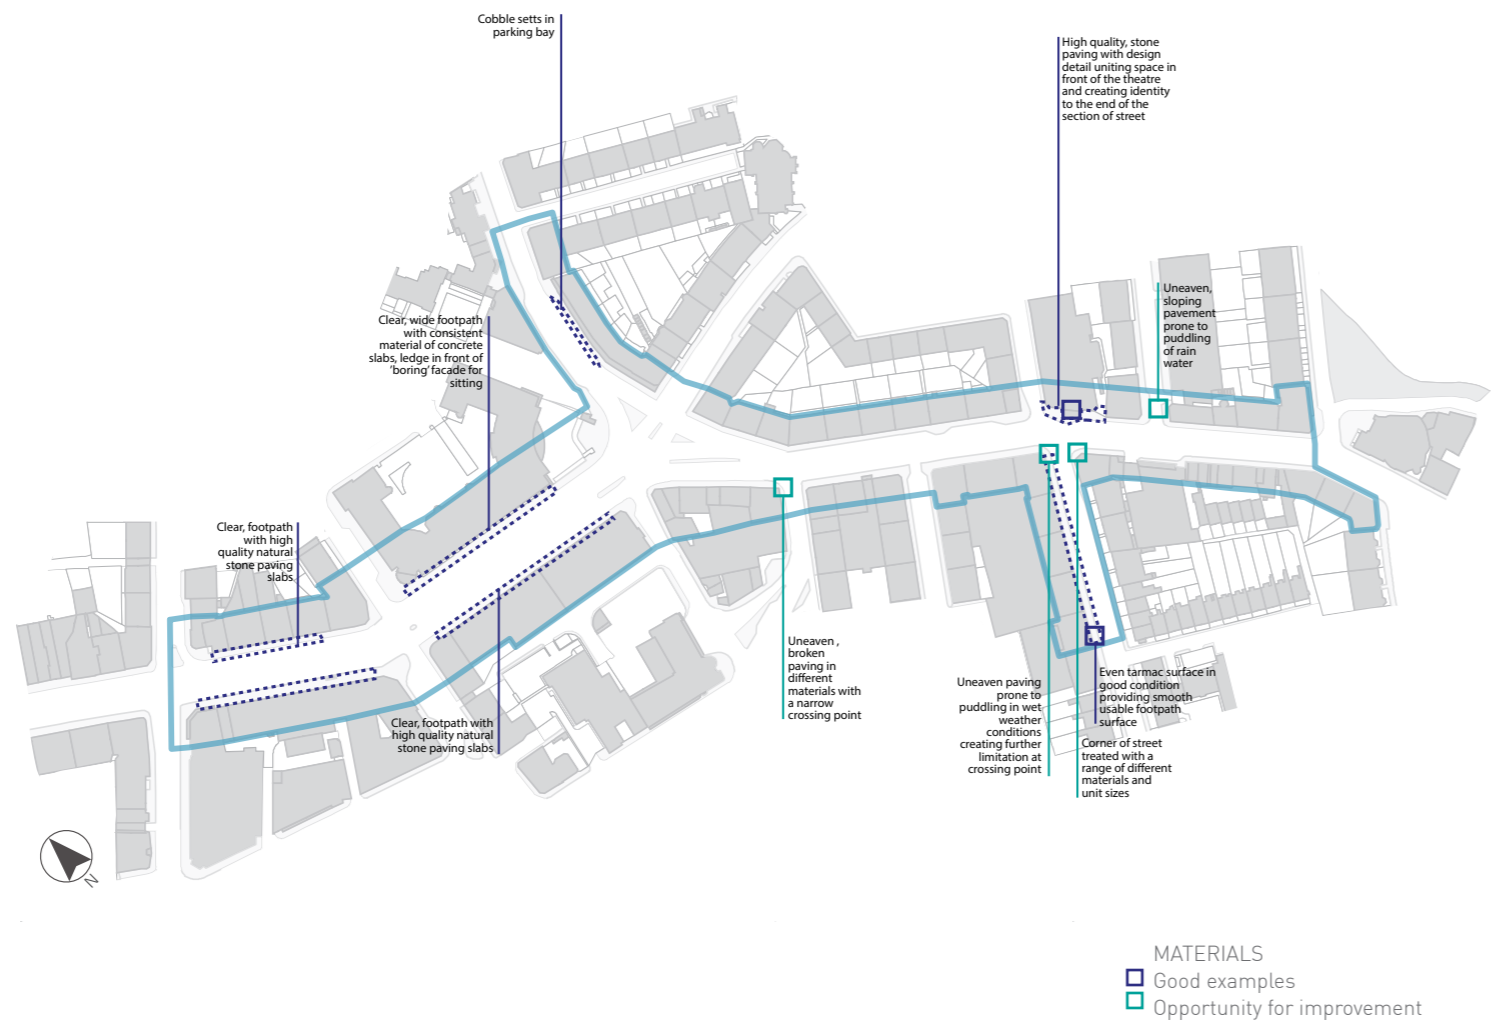 Cobble setts in
parking bay
High quality, stone
paving with design
detail uniting space in
front of the theatre
and creating identity
to the end of the
section of street
Uneaven,
sloping
pavement
prone to
puddling
of rain
water
Clear, wide footpath
with consistent
material of concrete
slabs, ledge in front of
'boring' facade for
sitting
Clear, footpath
with high
quality natural
stone paving
slabs
Clear, footpath with
high quality natural
stone paving slabs
Uneaven ,
broken
paving in
different
materials with
a narrow
crossing point
Uneaven paving
prone to
puddling in wet
weather
conditions
creating further
limitation at
crossing point
Even tarmac surface in
good condition
providing smooth
usable footpath
surface
Corner of street
treated with a
range of different
materials and
unit sizes
N
MATERIALS
Good examples
Opportunity for improvement